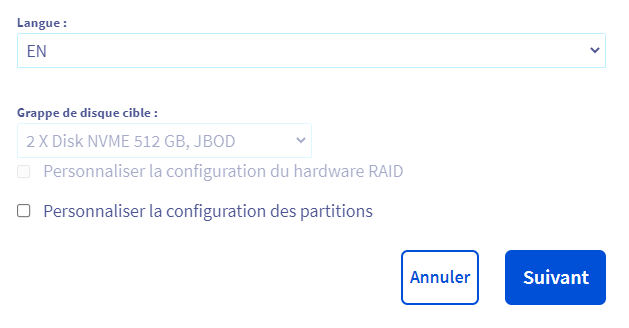 Langue :
EN
Grappe de disque cible :
2 X Disk NVME 512 GB, JBOD
Personnaliser la configuration du hardware RAID
Personnaliser la configuration des partitions
Annuler
Suivant